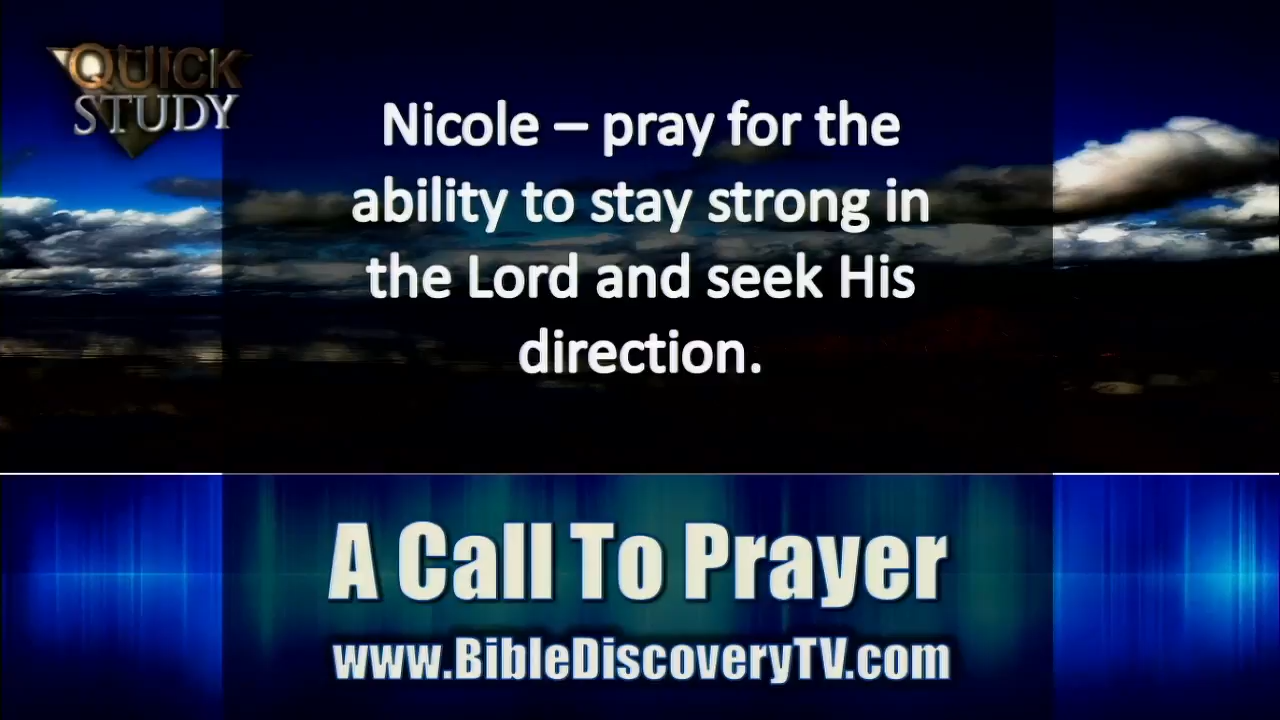 QUICK
STUDY
Nicole – pray for the
ability to stay strong in
the Lord and seek His
direction.
A Call To Prayer
www.BibleDiscoveryTV.com